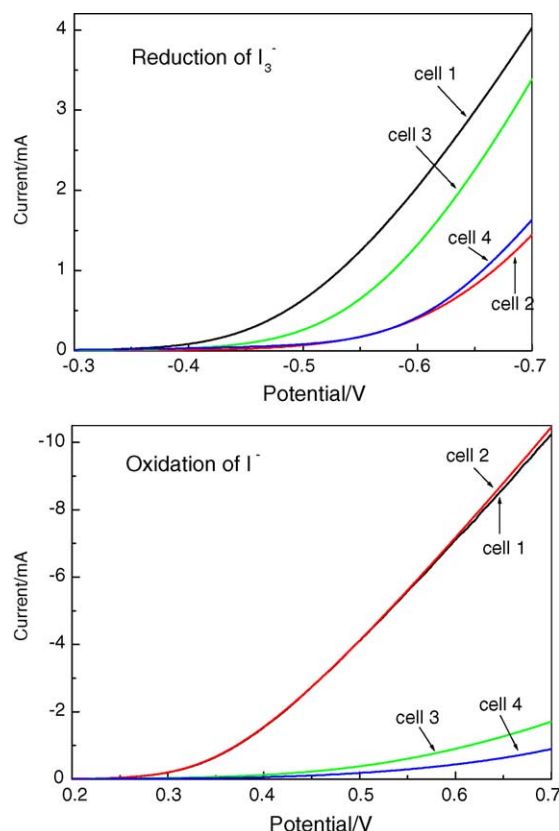 4
Reduction of I₃⁻
cell 1
3
cell 3
Current/mA
2
cell 4
1
cell 2
0
-0.3 -0.4 -0.5 -0.6 -0.7
Potential/V
-10
Oxidation of I⁻
cell 2
-8
cell 1
-6
Current/mA
-4
-2
cell 3
cell 4
0
0.2 0.3 0.4 0.5 0.6 0.7
Potential/V